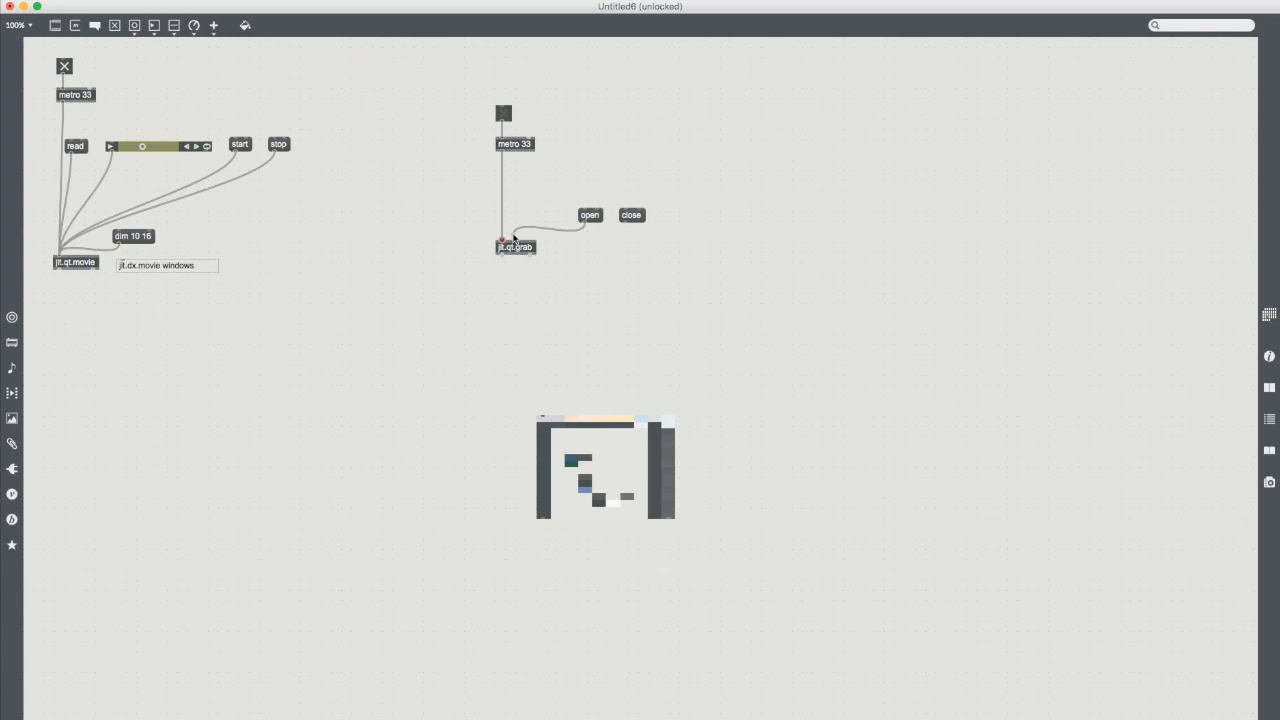 Untitled6 (unlocked)
100%
metro 33
read
start
stop
dim 10 16
jit.qt.movie
jit.dx.movie windows
metro 33
open
close
jit.qt.grab